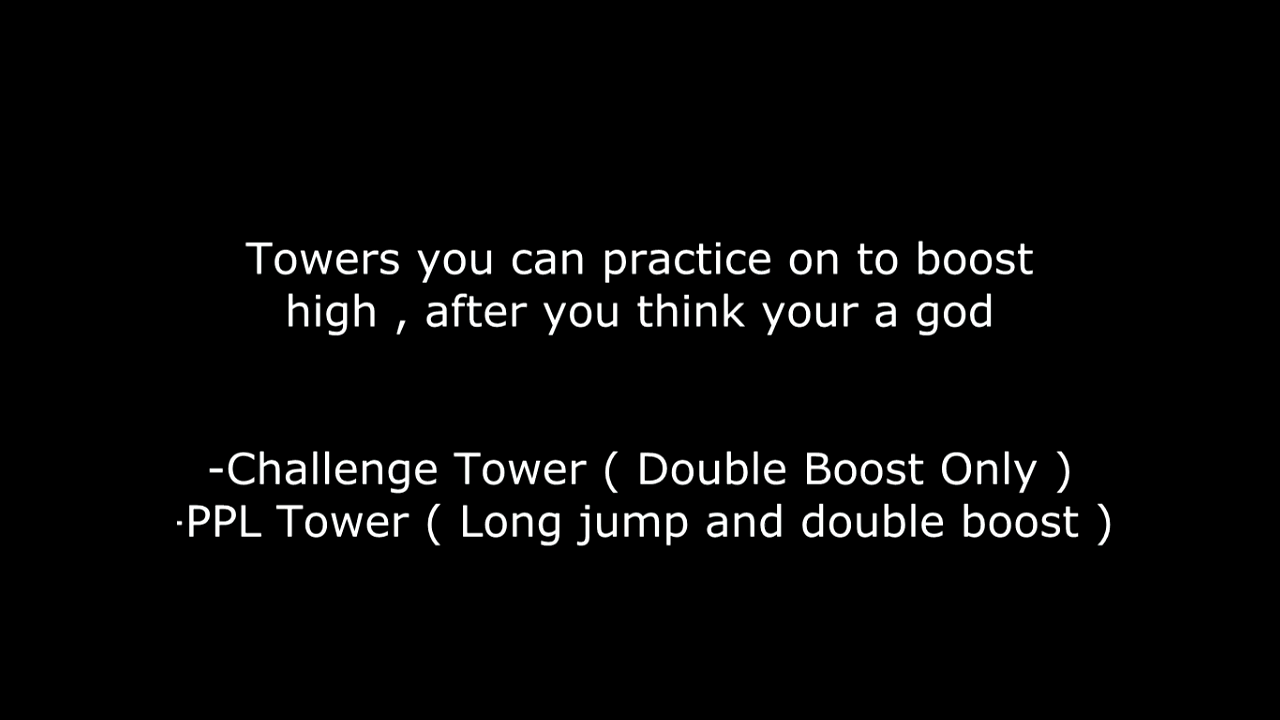 Towers you can practice on to boost
high , after you think your a god
-Challenge Tower ( Double Boost Only )
-PPL Tower ( Long jump and double boost )